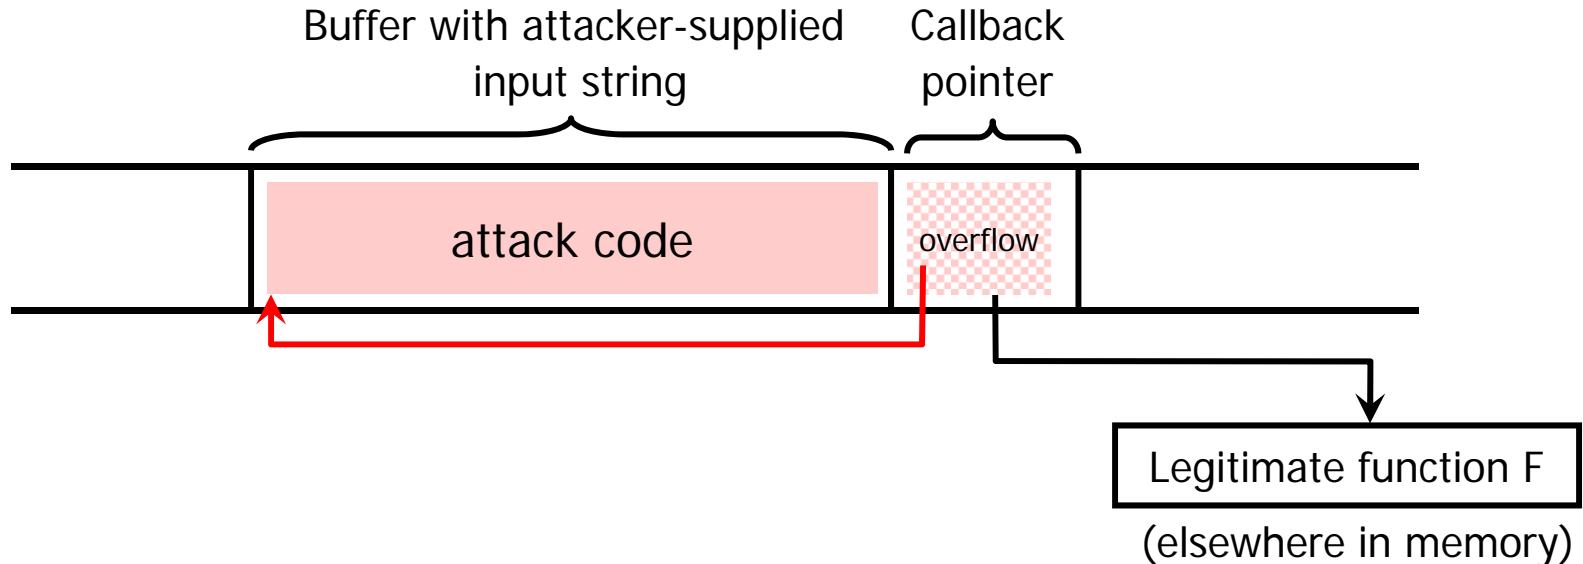 Buffer with attacker-supplied
input string
Callback
pointer
attack code
overflow
Legitimate function F
(elsewhere in memory)